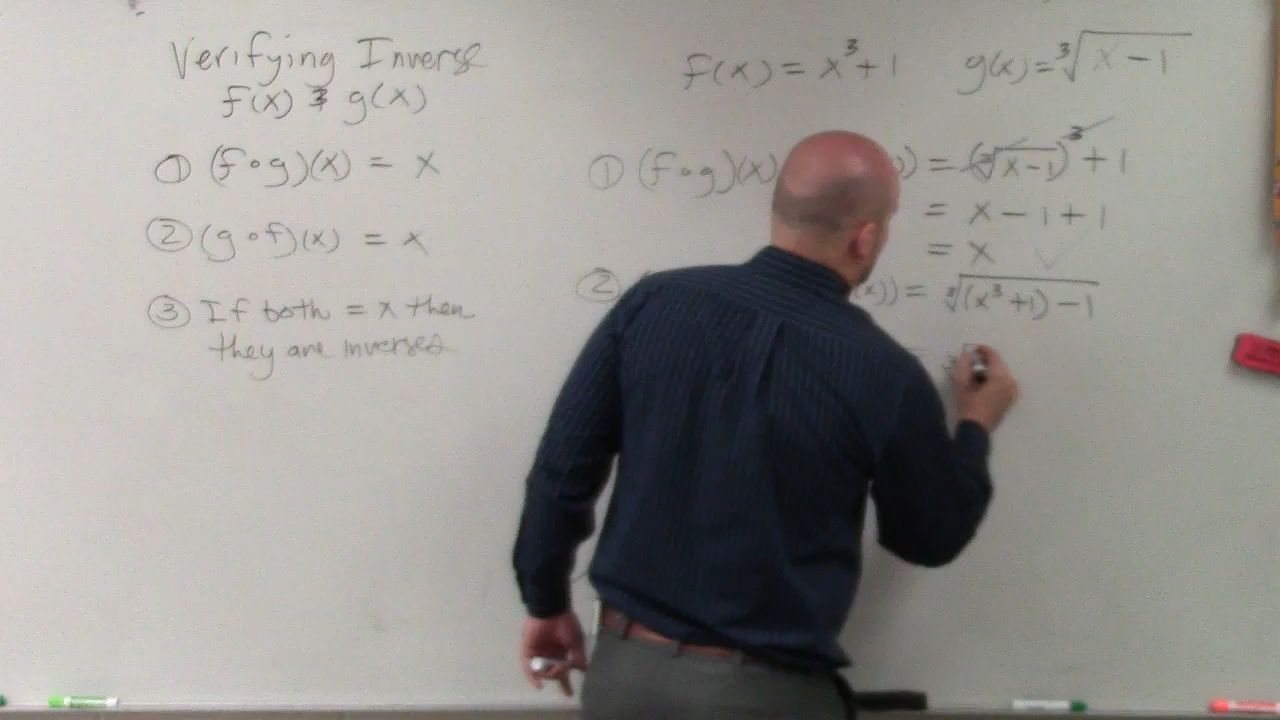 Verifying Inverse
f(x) & g(x)
① (f∘g)(x) = x
② (g∘f)(x) = x
③ If both = x then
they are inverses
f(x) = x³+1 g(x)=∛(x-1)
① (f∘g)(x) ) = (∛(x-1))³+1
= x-1+1
= x ✓
② (x)) = ∛((x³+1)-1)